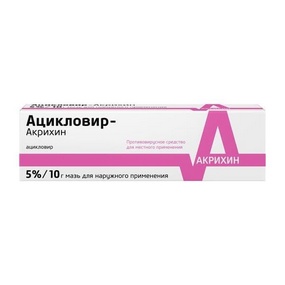 Ацикловир-
Акрихин
ацикловир
Противовирусное средство
для местного применения
АКРИХИН
5%/10 г мазь для наружного применения